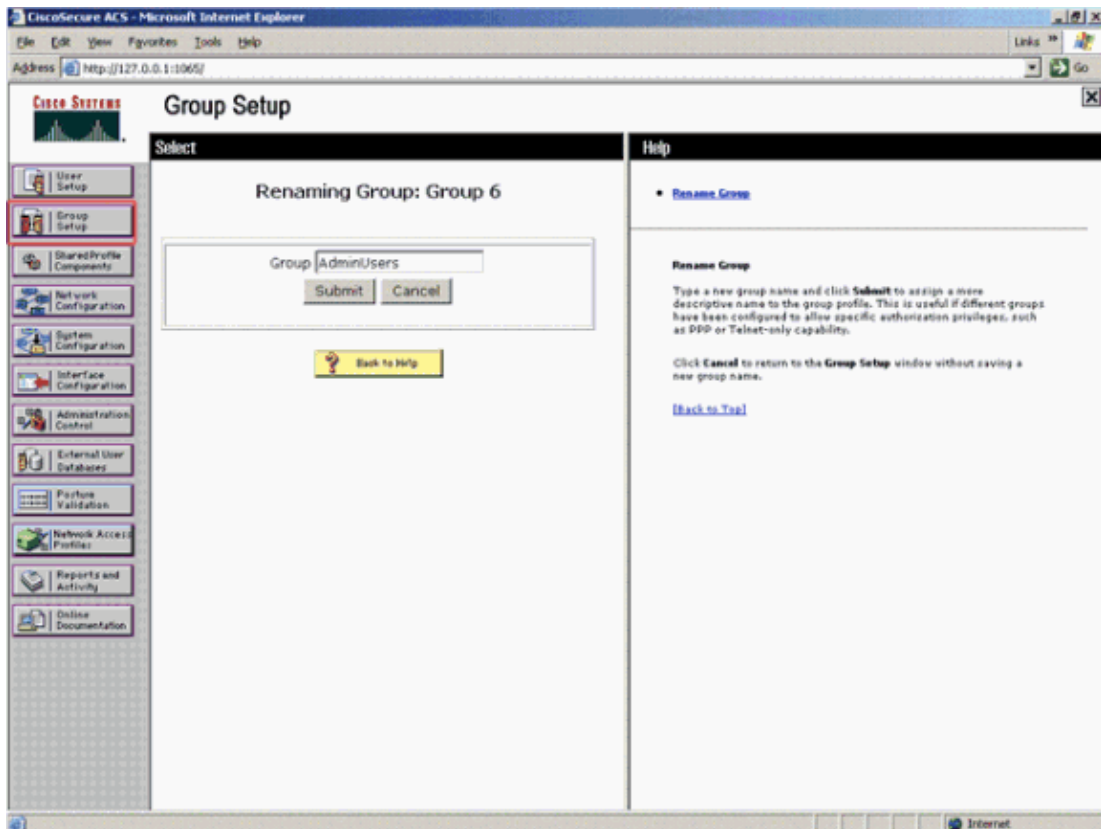 CiscoSecure ACS - Microsoft Internet Explorer
File Edit View Favorites Tools Help
Links »
Address http://127.0.0.1:1065/
Go
CISCO SYSTEMS
Group Setup
Select
Help
User
Setup
Group
Setup
Shared Profile
Components
Network
Configuration
System
Configuration
Interface
Configuration
Administration
Control
External User
Databases
Posture
Validation
Network Access
Profiles
Reports and
Activity
Online
Documentation
Renaming Group: Group 6
Group AdminUsers
Submit Cancel
Back to Help
Rename Group
Rename Group
Type a new group name and click Submit to assign a more
descriptive name to the group profile. This is useful if different groups
have been configured to allow specific authorization privileges, such
as PPP or Telnet-only capability.
Click Cancel to return to the Group Setup window without saving a
new group name.
[Back to Top]
Internet